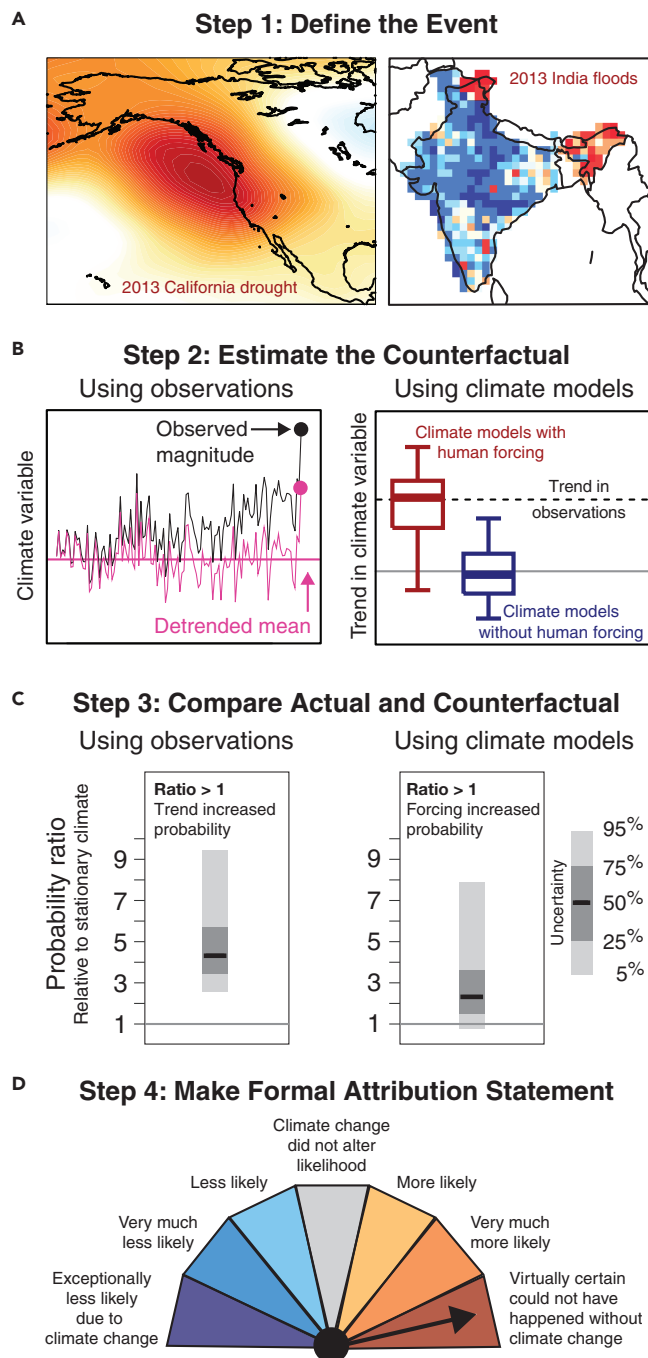 A
Step 1: Define the Event
2013 California drought
2013 India floods
B
Step 2: Estimate the Counterfactual
Using observations
Climate variable
Observed
magnitude
Detrended mean
Using climate models
Trend in climate variable
Climate models with
human forcing
Trend in
observations
Climate models
without human forcing
C
Step 3: Compare Actual and Counterfactual
Using observations
Probability ratio
Relative to stationary climate
9
7
5
3
1
Ratio > 1
Trend increased
probability
Using climate models
9
7
5
3
1
Ratio > 1
Forcing increased
probability
Uncertainty
95%
75%
50%
25%
5%
D
Step 4: Make Formal Attribution Statement
Exceptionally
less likely
due to
climate change
Very much
less likely
Less likely
Climate change
did not alter
likelihood
More likely
Very much
more likely
Virtually certain
could not have
happened without
climate change